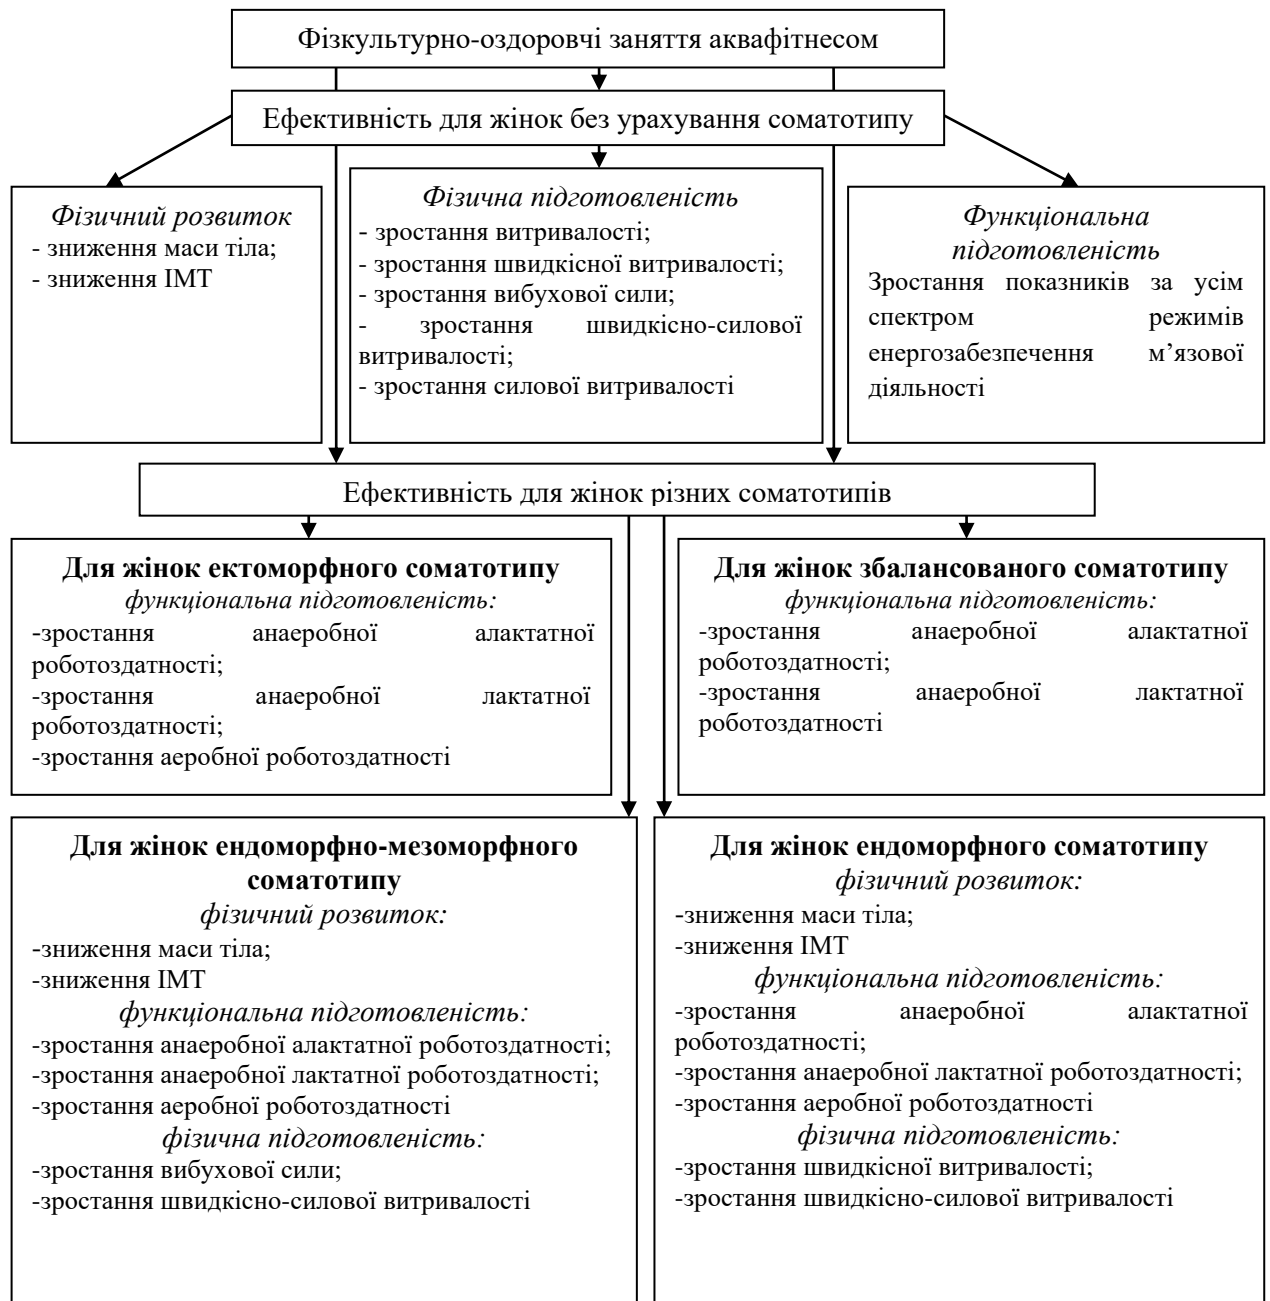 Фізкультурно-оздоровчі заняття аквафітнесом
Ефективність для жінок без урахування соматотипу
Фізичний розвиток
- зниження маси тіла;
- зниження ІМТ
Фізична підготовленість
- зростання витривалості;
- зростання швидкісної витривалості;
- зростання вибухової сили;
- зростання швидкісно-силової
витривалості;
- зростання силової витривалості
Функціональна
підготовленість
Зростання показників за усім
спектром режимів
енергозабезпечення м’язової
діяльності
Ефективність для жінок різних соматотипів
Для жінок ектоморфного соматотипу
функціональна підготовленість:
-зростання анаеробної алактатної
роботоздатності;
-зростання анаеробної лактатної
роботоздатності;
-зростання аеробної роботоздатності
Для жінок збалансованого соматотипу
функціональна підготовленість:
-зростання анаеробної алактатної
роботоздатності;
-зростання анаеробної лактатної
роботоздатності
Для жінок ендоморфно-мезоморфного
соматотипу
фізичний розвиток:
-зниження маси тіла;
-зниження ІМТ
функціональна підготовленість:
-зростання анаеробної алактатної роботоздатності;
-зростання анаеробної лактатної роботоздатності;
-зростання аеробної роботоздатності
фізична підготовленість:
-зростання вибухової сили;
-зростання швидкісно-силової витривалості
Для жінок ендоморфного соматотипу
фізичний розвиток:
-зниження маси тіла;
-зниження ІМТ
функціональна підготовленість:
-зростання анаеробної алактатної
роботоздатності;
-зростання анаеробної лактатної роботоздатності;
-зростання аеробної роботоздатності
фізична підготовленість:
-зростання швидкісної витривалості;
-зростання швидкісно-силової витривалості